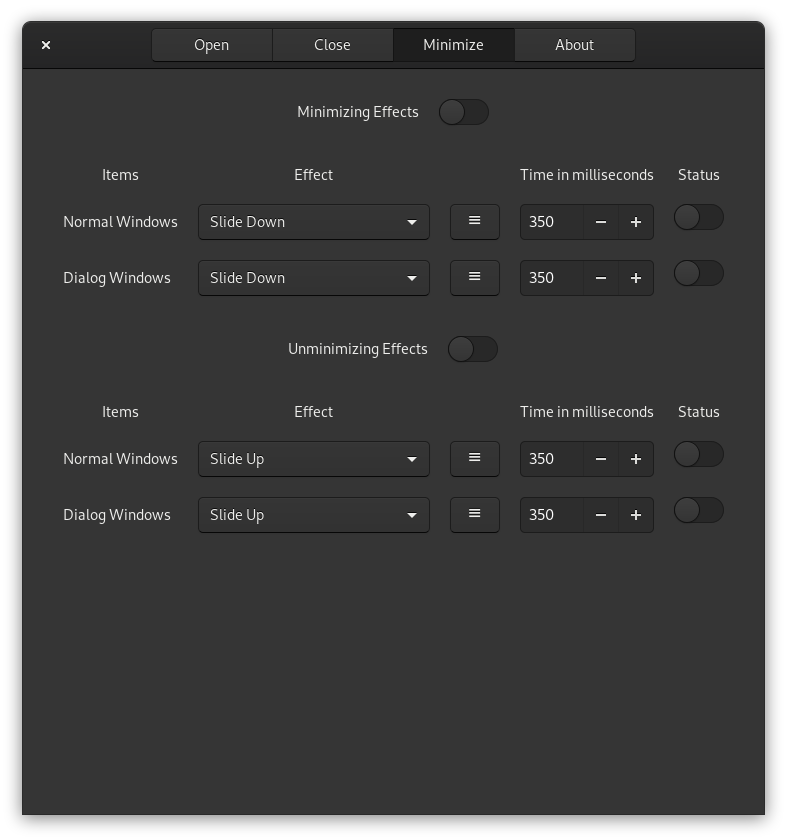 Open Close Minimize About
Minimizing Effects
Items Effect Time in milliseconds Status
Normal Windows Slide Down 350
Dialog Windows Slide Down 350
Unminimizing Effects
Items Effect Time in milliseconds Status
Normal Windows Slide Up 350
Dialog Windows Slide Up 350